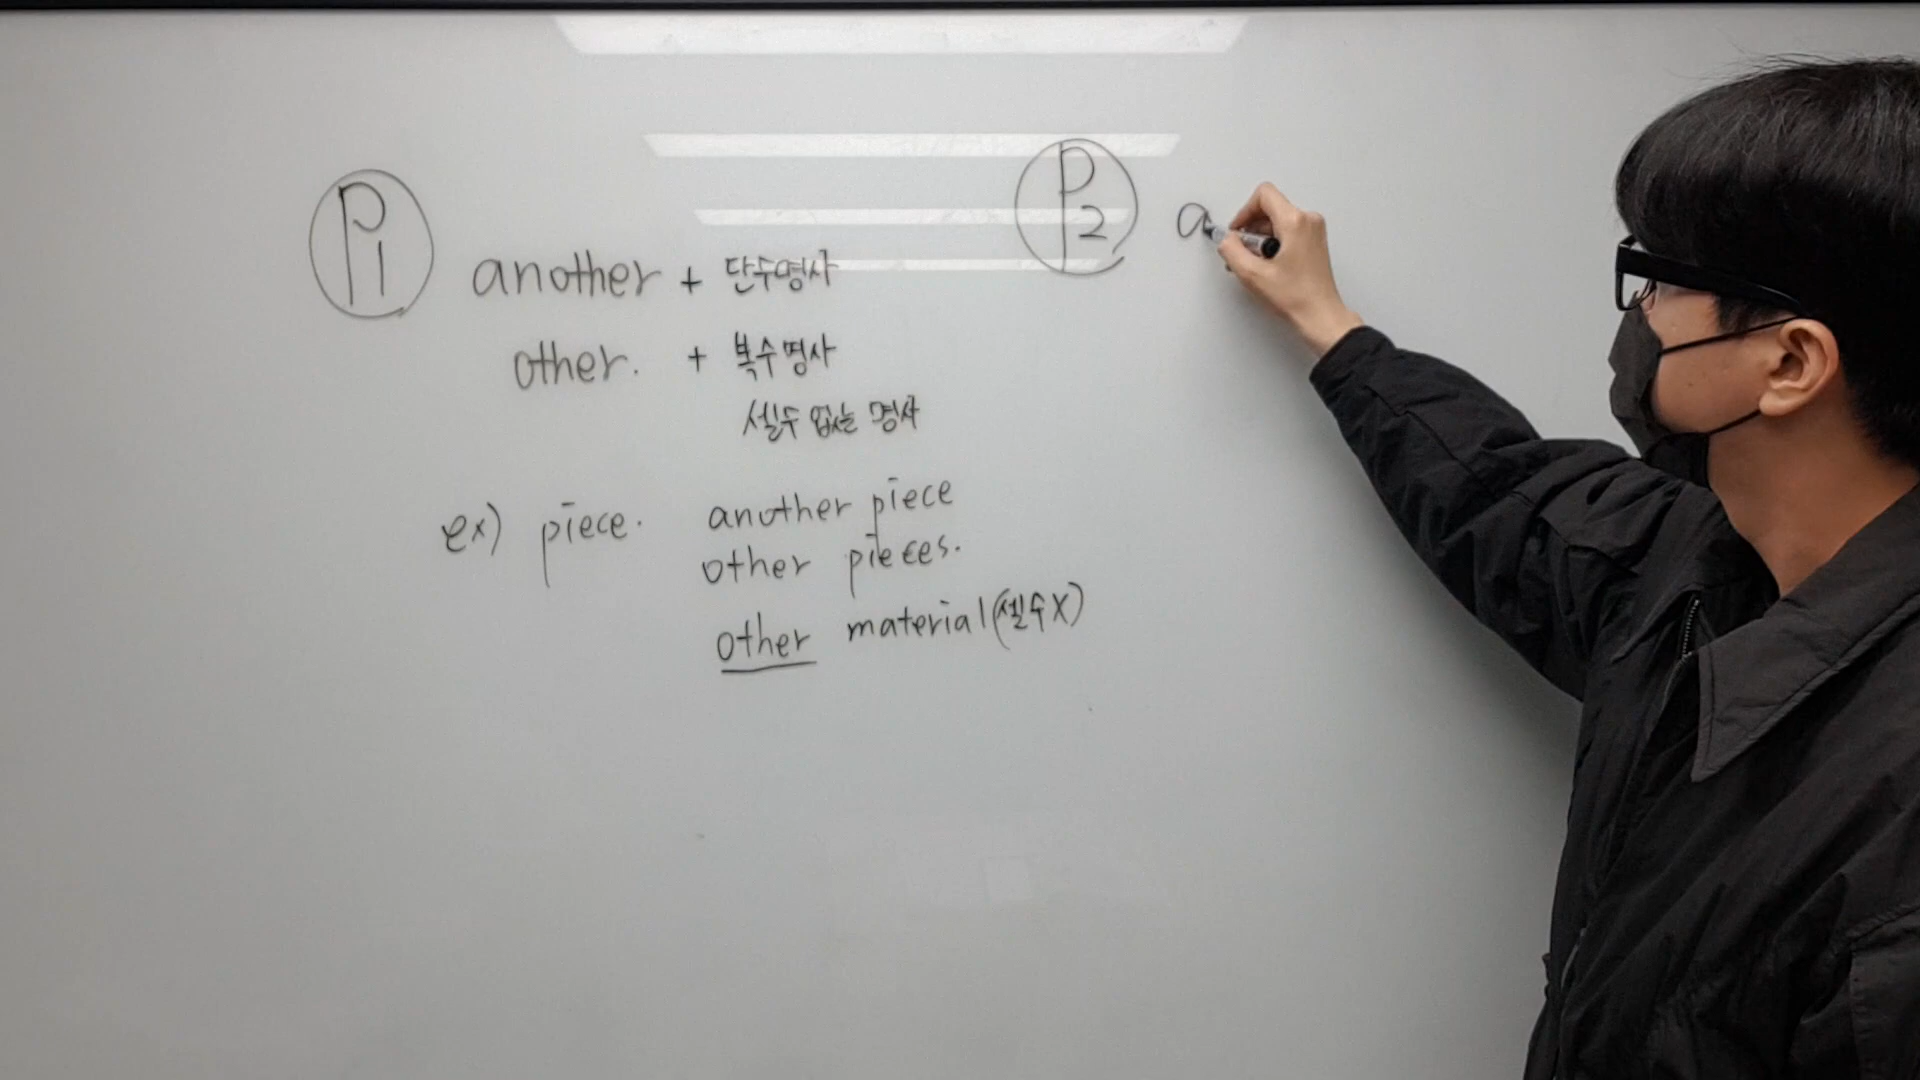 P1
another + 단수명사
other. + 복수명사
셀수 없는 명사
ex) piece. another piece
other pieces.
other material(셀수X)
P2 a